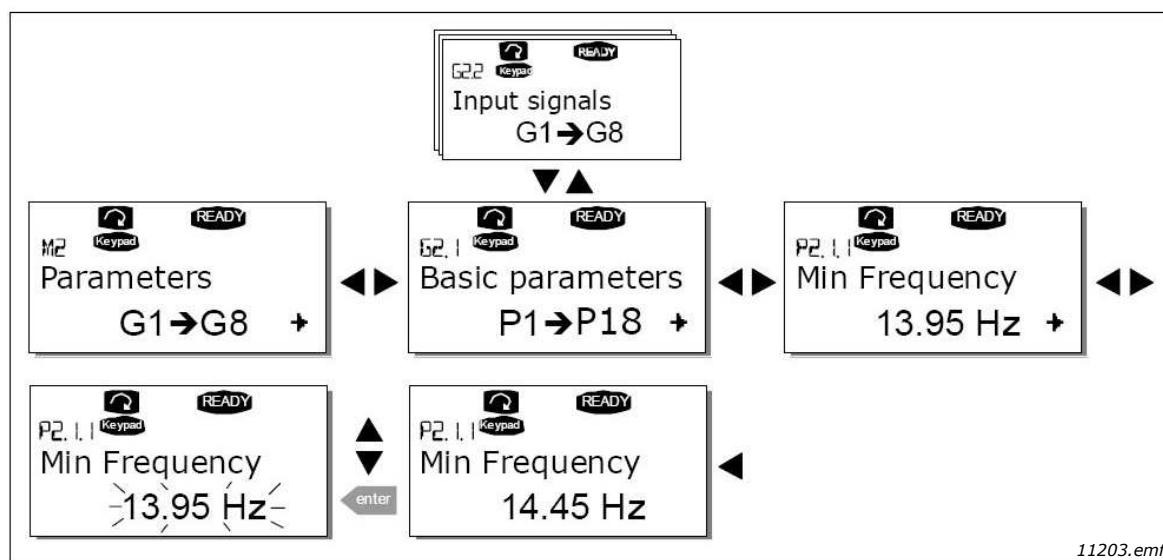 READY
G2.2 Keypad
Input signals
G1➔G8
READY
M2 Keypad
Parameters
G1➔G8
READY
G2.1 Keypad
Basic parameters
P1➔P18
READY
P2.1.1 Keypad
Min Frequency
13.95 Hz
READY
P2.1.1 Keypad
Min Frequency
13.95 Hz
enter
READY
P2.1.1 Keypad
Min Frequency
14.45 Hz
11203.emf